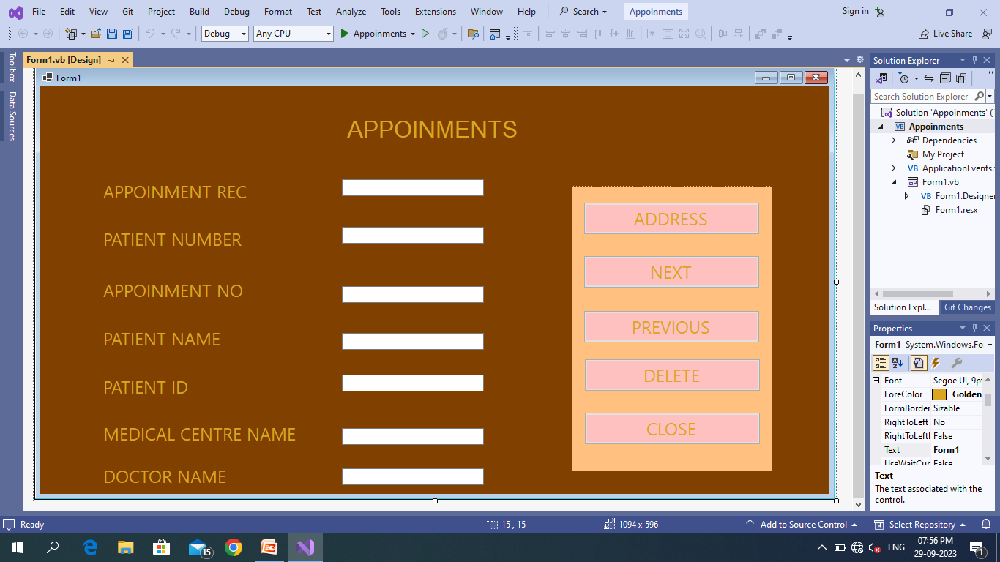 File Edit View Git Project Build Debug Format Test Analyze Tools Extensions Window Help Search Appoinments Sign in
Debug Any CPU Appoinments Live Share
Toolbox
Data Sources
Form1.vb [Design]
Form1
APPOINMENTS
APPOINMENT REC
PATIENT NUMBER
APPOINMENT NO
PATIENT NAME
PATIENT ID
MEDICAL CENTRE NAME
DOCTOR NAME
ADDRESS
NEXT
PREVIOUS
DELETE
CLOSE
Solution Explorer
Search Solution Explorer
Solution 'Appoinments' (
VB Appoinments
Dependencies
My Project
VB ApplicationEvents.
Form1.vb
VB Form1.Designe
Form1.resx
Solution Expl... Git Changes
Properties
Form1 System.Windows.Fo
Font Segoe UI, 9p
ForeColor Golden
FormBorder Sizable
RightToLeft No
RightToLeftl False
Text Form1
UseWaitCur False
Text
The text associated with the
control.
Ready 15 , 15 1094 x 596 Add to Source Control Select Repository
15 ENG 07:56 PM
29-09-2023 1